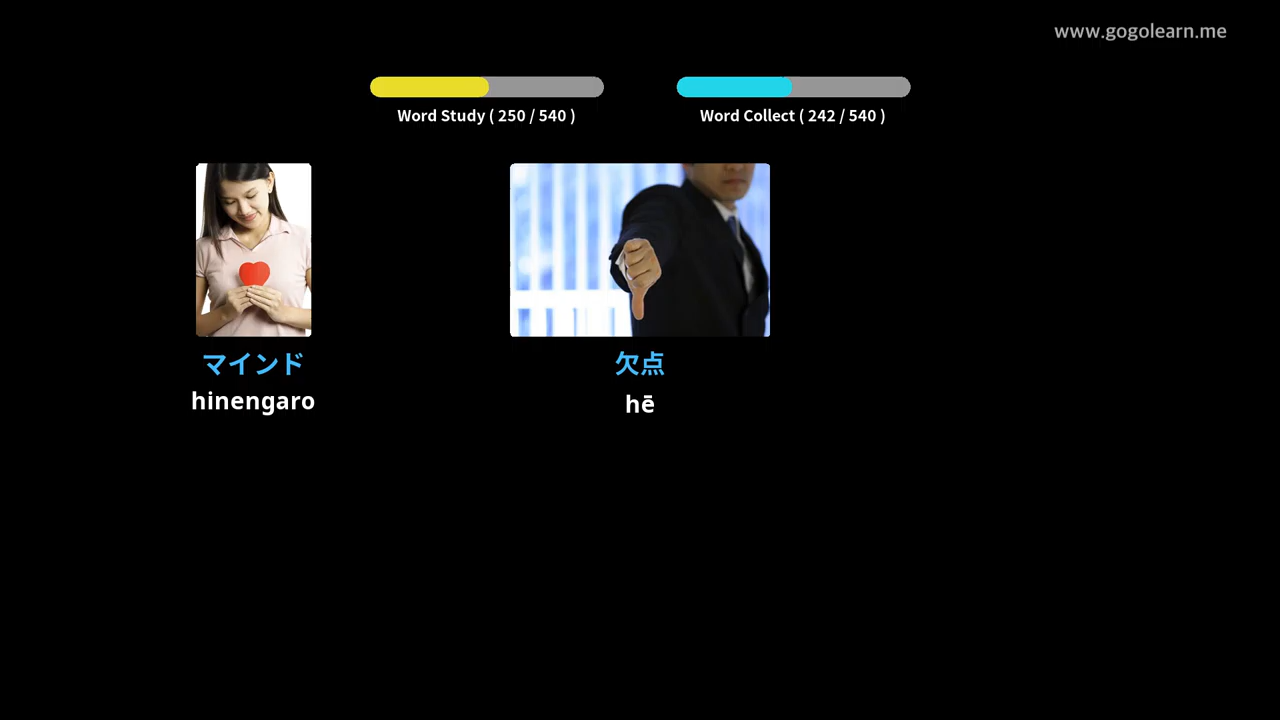 www.gogolearn.me
Word Study ( 250 / 540 )
Word Collect ( 242 / 540 )
マインド
hinengaro
欠点
hē